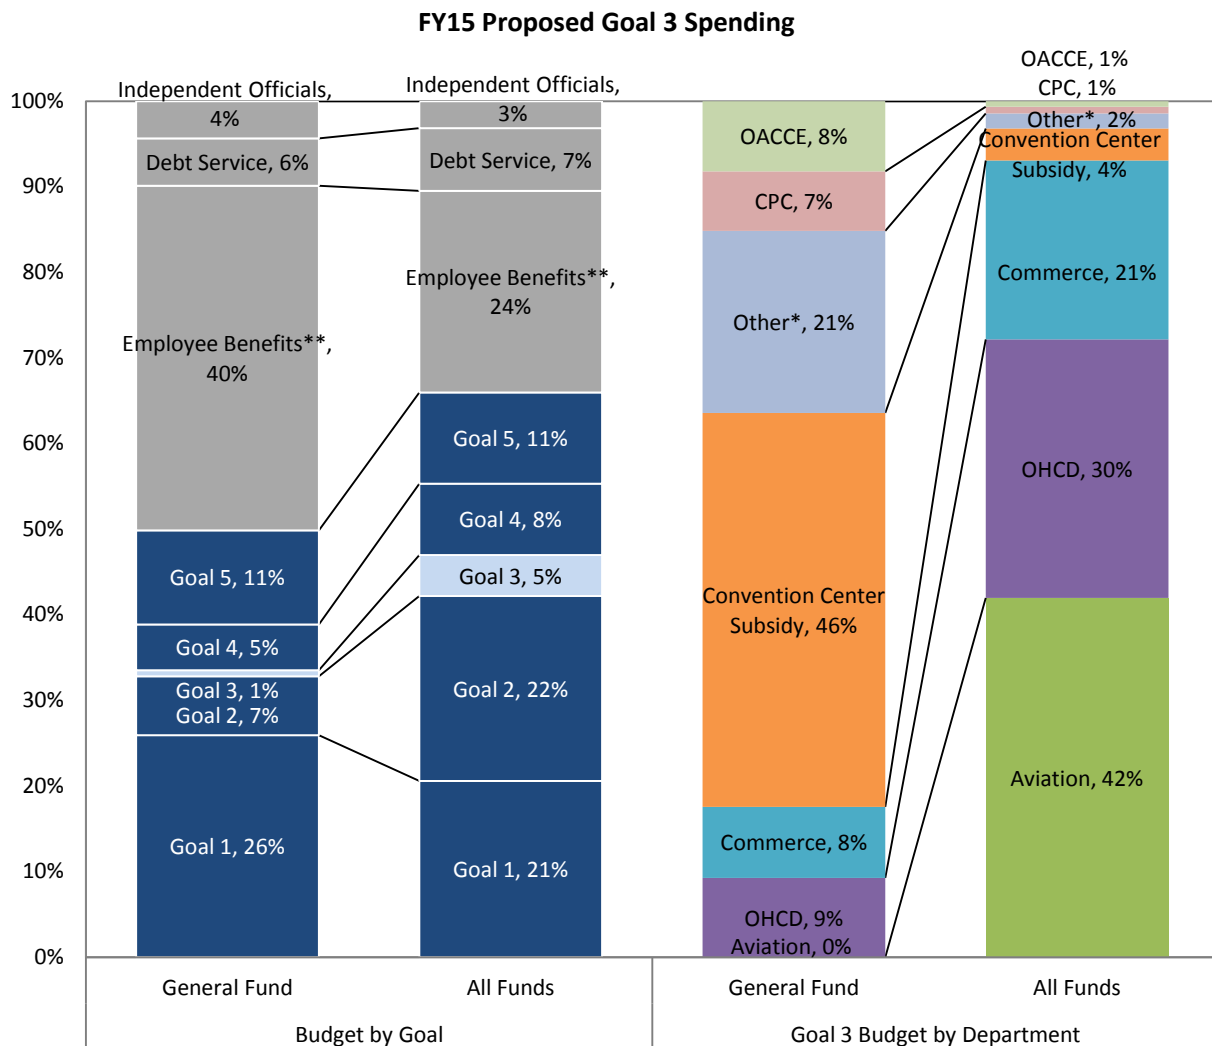 FY15 Proposed Goal 3 Spending
100%
90%
80%
70%
60%
50%
40%
30%
20%
10%
0%
Independent Officials,
4%
Debt Service, 6%
Employee Benefits**,
40%
Goal 5, 11%
Goal 4, 5%
Goal 3, 1%
Goal 2, 7%
Goal 1, 26%
Independent Officials,
3%
Debt Service, 7%
Employee Benefits**,
24%
Goal 5, 11%
Goal 4, 8%
Goal 3, 5%
Goal 2, 22%
Goal 1, 21%
OACCE, 8%
CPC, 7%
Other*, 21%
Convention Center
Subsidy, 46%
Commerce, 8%
OHCD, 9%
Aviation, 0%
OACCE, 1%
CPC, 1%
Other*, 2%
Convention Center
Subsidy, 4%
Commerce, 21%
OHCD, 30%
Aviation, 42%
General Fund
All Funds
General Fund
All Funds
Budget by Goal
Goal 3 Budget by Department